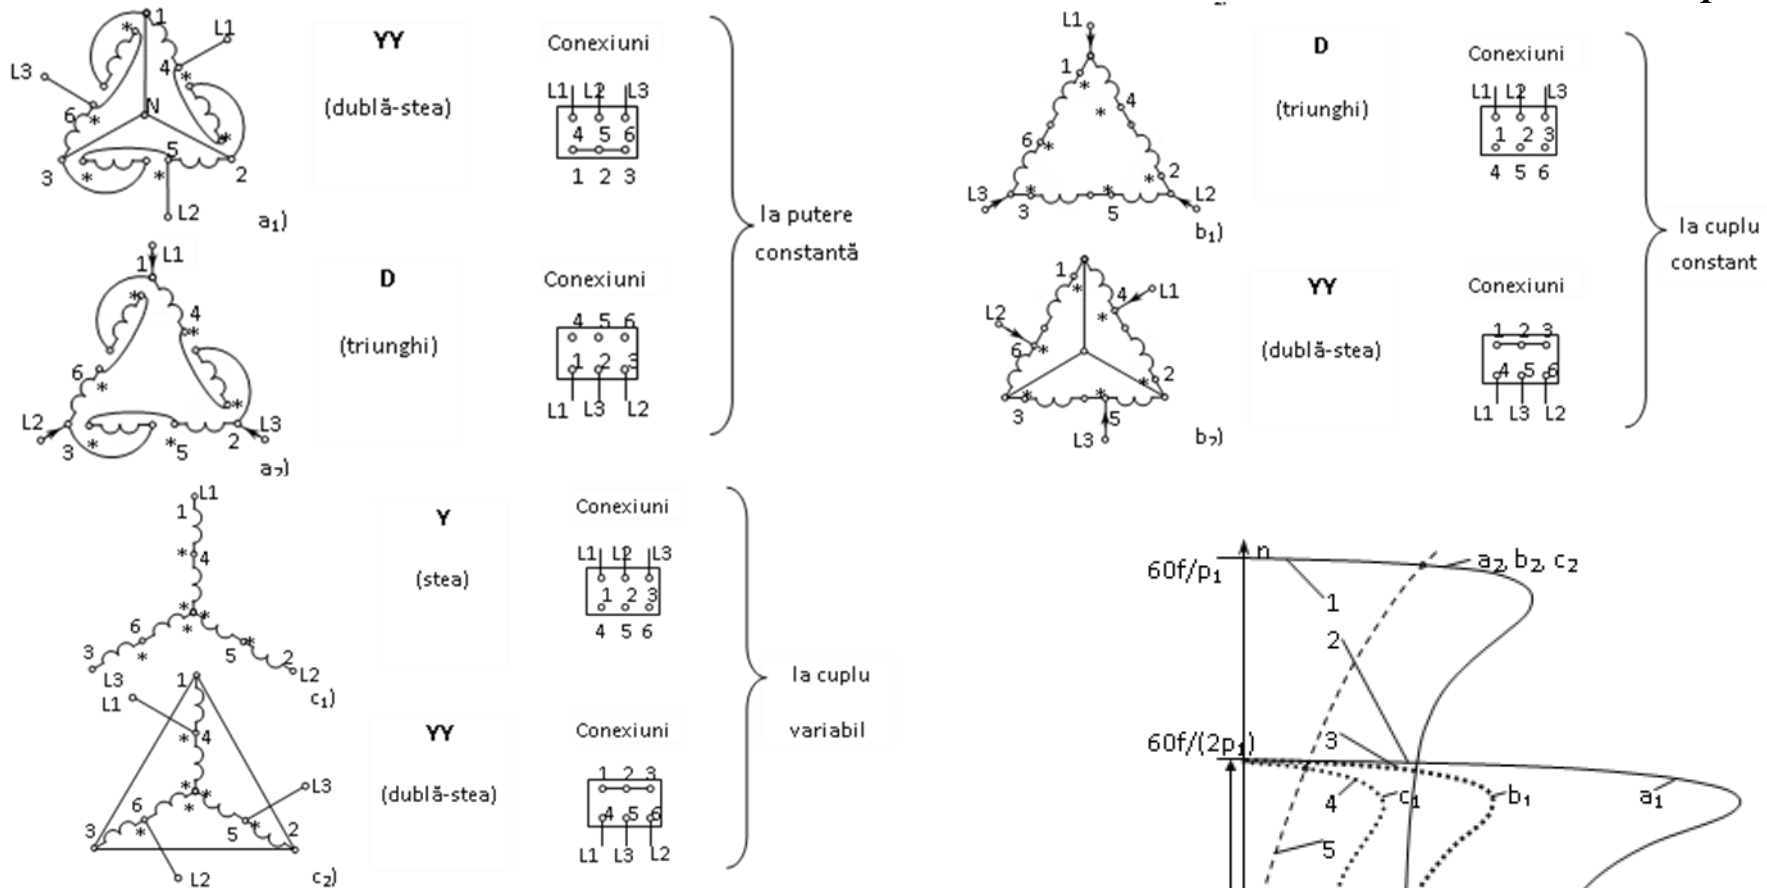 1
L1
*
4
*
L3
6
*
N
*
3
*
*
5
2
L2
a1)
YY
(dublă-stea)
Conexiuni
L1 L2 L3
4 5 6
1 2 3
1
L1
*
4
*
6
*
*
L2
L3
3
*
*5
2
a2)
D
(triunghi)
Conexiuni
4 5 6
1 2 3
L1 L3 L2
la putere
constantă
L1
1
*
4
*
6
*
2
*
L3
*
*
L2
3
5
b1)
D
(triunghi)
Conexiuni
L1 L2 L3
1 2 3
4 5 6
1
*
4
L1
*
L2
6
*
2
*
*
*
3
5
L3
b2)
YY
(dublă-stea)
Conexiuni
1 2 3
4 5 6
L1 L3 L2
la cuplu
constant
L1
1
*
4
*
*
*
6
*
*
3
5
2
L3
L2
c1)
Y
(stea)
Conexiuni
L1 L2 L3
1 2 3
4 5 6
1
L1
*
4
*
*
*
L3
6
*
*
3
5
2
L2
c2)
YY
(dublă-stea)
Conexiuni
1 2 3
4 5 6
L1 L3 L2
la cuplu
variabil
n
60f/p1
a2, b2, c2
1
2
60f/(2p1)
3
4
c1
b1
a1
5